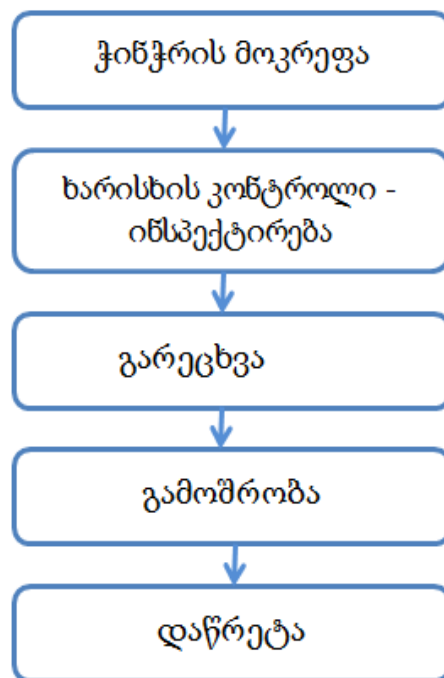 ჭინჭრის მოკრეფა
ხარისხის კონტროლი -
ინსპექტირება
გარეცხვა
გამოშრობა
დაწრეტა